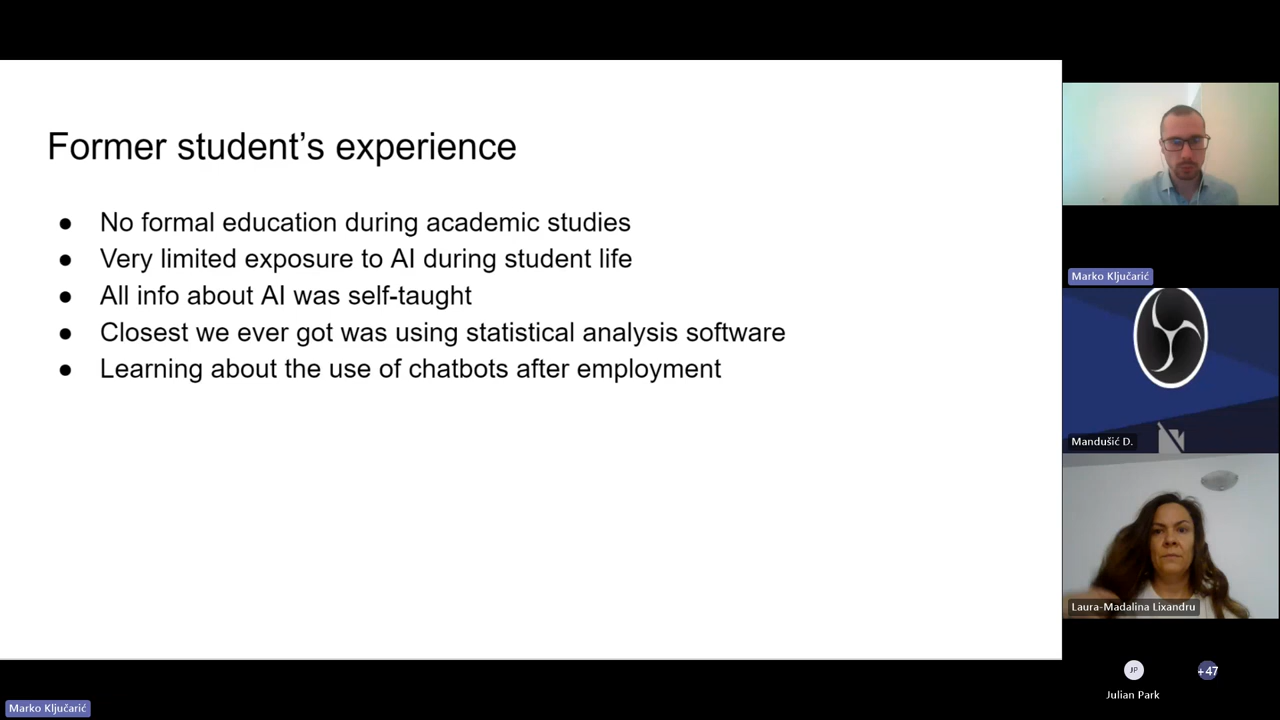 Former student’s experience
● No formal education during academic studies
● Very limited exposure to AI during student life
● All info about AI was self-taught
● Closest we ever got was using statistical analysis software
● Learning about the use of chatbots after employment
Marko Ključarić
Mandušić D.
Laura-Madalina Lixandru
JP
+47
Julian Park
Marko Ključarić